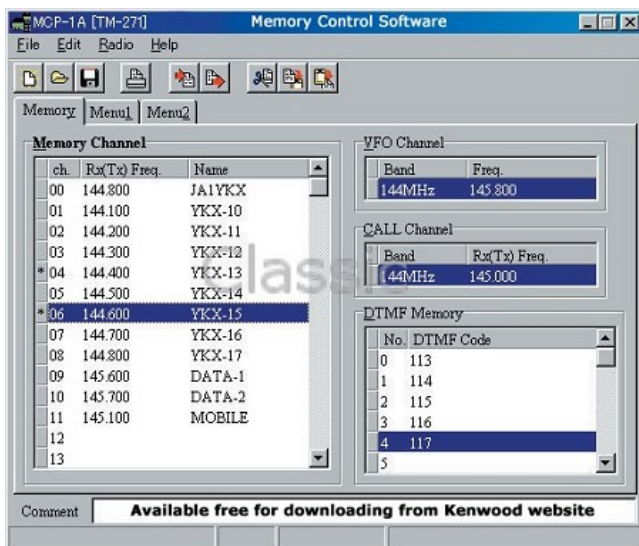 MCP-1A [TM-271] Memory Control Software
File Edit Radio Help
Memory Menu1 Menu2
Memory Channel
ch. Rx(Tx) Freq. Name
00 144.800 JA1YKX
01 144.100 YKX-10
02 144.200 YKX-11
03 144.300 YKX-12
* 04 144.400 YKX-13
05 144.500 YKX-14
* 06 144.600 YKX-15
07 144.700 YKX-16
08 144.800 YKX-17
09 145.600 DATA-1
10 145.700 DATA-2
11 145.100 MOBILE
12
13
VFO Channel
Band Freq.
144MHz 145.800
CALL Channel
Band Rx(Tx) Freq.
144MHz 145.000
DTMF Memory
No. DTMF Code
0 113
1 114
2 115
3 116
4 117
5
Classic
Comment Available free for downloading from Kenwood website